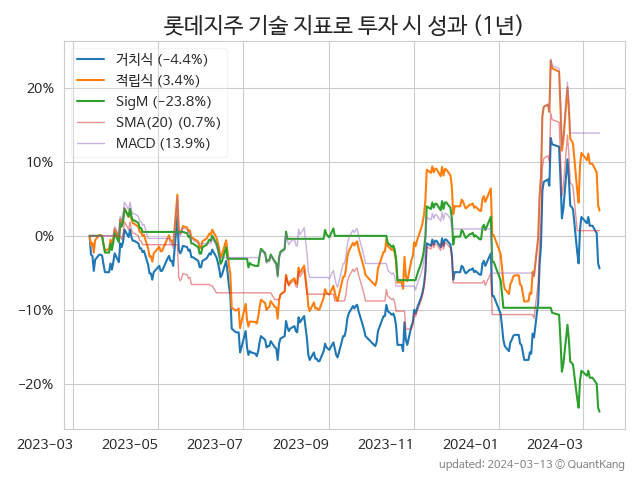 롯데지주 기술 지표로 투자 시 성과 (1년)
거치식 (−4.4%)
적립식 (3.4%)
SigM (−23.8%)
SMA(20) (0.7%)
MACD (13.9%)
20%
10%
0%
−10%
−20%
2023-03 2023-05 2023-07 2023-09 2023-11 2024-01 2024-03
updated: 2024-03-13 © QuantKang